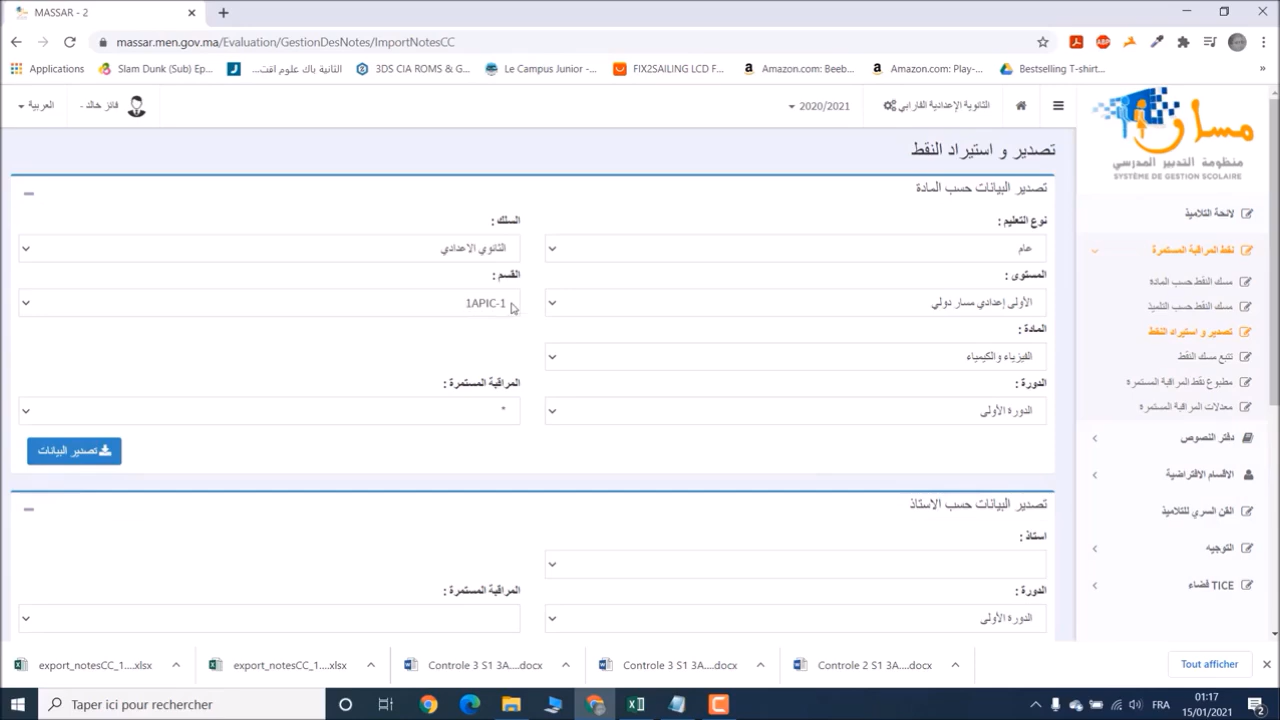 MASSAR - 2
massar.men.gov.ma/Evaluation/GestionDesNotes/ImportNotesCC
Applications
Slam Dunk (Sub) Ep...
الثانية باك علوم افت...
3DS CIA ROMS & G...
Le Campus Junior -...
FIX2SAILING LCD F...
Amazon.com: Beeb...
Amazon.com: Play-...
Bestselling T-shirt...
»
مسار
منظومة التدبير المدرسي
SYSTÈME DE GESTION SCOLAIRE
الثانوية الإعدادية الفارابي
2020/2021
فائز خالد
العربية
تصدير و استيراد النقط
تصدير البيانات حسب المادة
نوع التعليم :
السلك :
عام
الثانوي الاعدادي
المستوى :
القسم :
الأولى إعدادي مسار دولي
1APIC-1
المادة :
الفيزياء والكيمياء
الدورة :
المراقبة المستمرة :
الدورة الأولى
*
تصدير البيانات
تصدير البيانات حسب الاستاذ
استاذ :
الدورة :
المراقبة المستمرة :
الدورة الأولى
لائحة التلاميذ
نقط المراقبة المستمرة
مسك النقط حسب المادة
مسك النقط حسب التلميذ
تصدير و استيراد النقط
تتبع مسك النقط
مطبوع نقط المراقبة المستمرة
معدلات المراقبة المستمرة
دفتر النصوص
الاقسام الافتراضية
القن السري للتلاميذ
التوجيه
فضاء TICE
export_notesCC_1....xlsx
export_notesCC_1....xlsx
Controle 3 S1 3A....docx
Controle 3 S1 3A....docx
Controle 2 S1 3A....docx
Tout afficher
Taper ici pour rechercher
FRA
01:17
15/01/2021
2